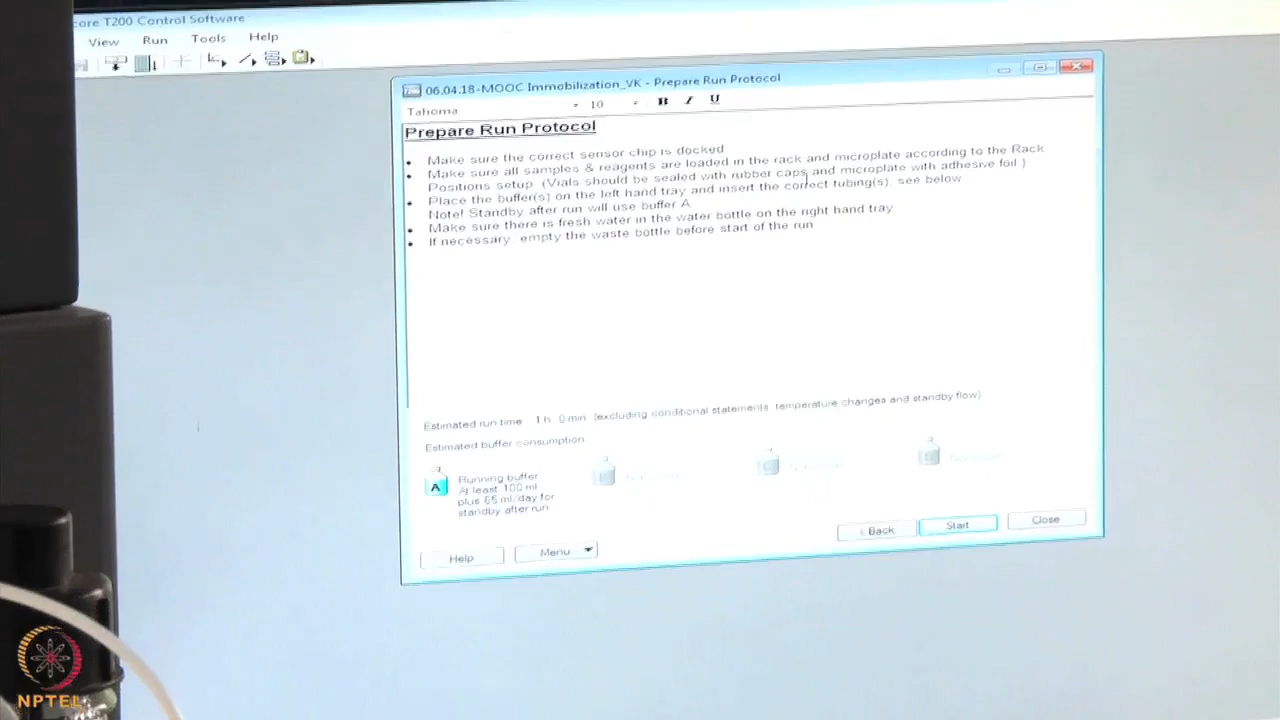 core T200 Control Software
View Run Tools Help
06.04.18-MOOC Immobilization_VK - Prepare Run Protocol
Tahoma 10 B I U
Prepare Run Protocol
Make sure the correct sensor chip is docked
Make sure all samples & reagents are loaded in the rack and microplate according to the Rack
Positions setup (Vials should be sealed with rubber caps and microplate with adhesive foil )
Place the buffer(s) on the left hand tray and insert the correct tubing(s), see below
Note! Standby after run will use buffer A
Make sure there is fresh water in the water bottle on the right hand tray
If necessary empty the waste bottle before start of the run
Estimated run time 1 h 0 min (excluding conditional statements temperature changes and standby flow)
Estimated buffer consumption
A
Running buffer
At least 100 ml
plus 65 ml/day for
standby after run
< Back Start Close
Help Menu
NPTEL